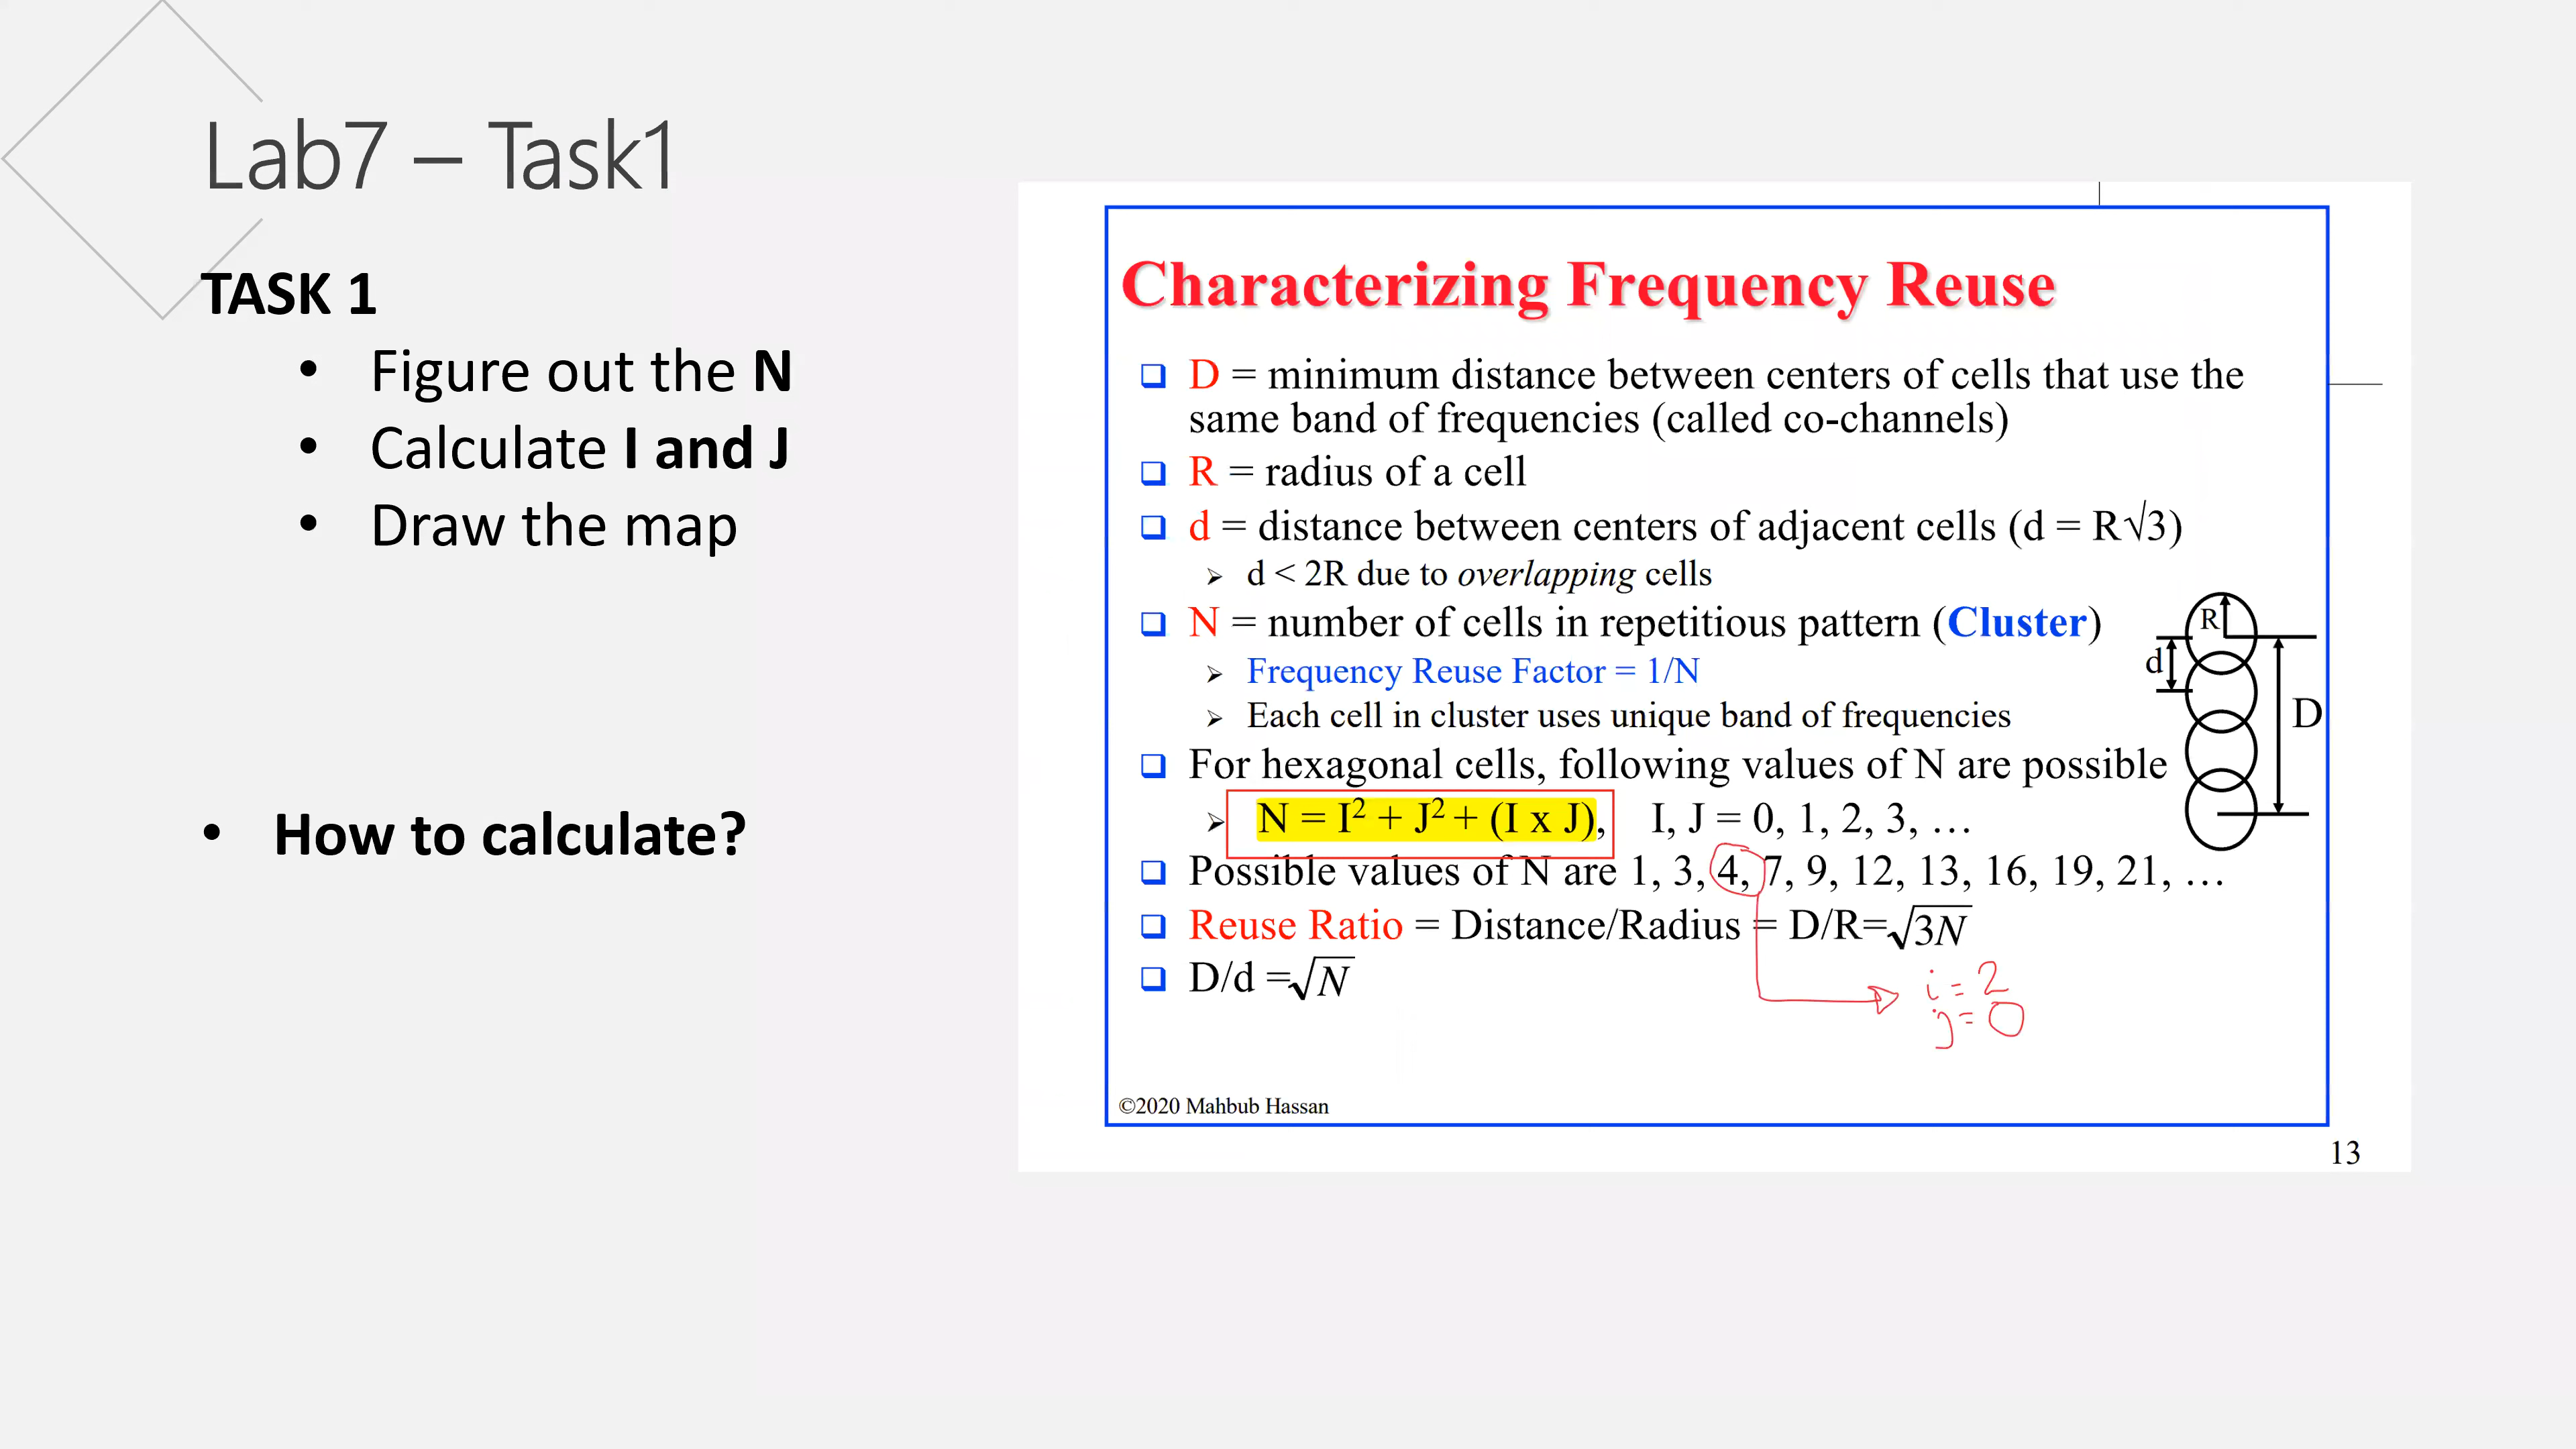 Lab7 – Task1
TASK 1
• Figure out the N
• Calculate I and J
• Draw the map
• How to calculate?
Characterizing Frequency Reuse
❑ D = minimum distance between centers of cells that use the
same band of frequencies (called co-channels)
❑ R = radius of a cell
❑ d = distance between centers of adjacent cells (d = R√3)
➢ d < 2R due to overlapping cells
❑ N = number of cells in repetitious pattern (Cluster)
➢ Frequency Reuse Factor = 1/N
➢ Each cell in cluster uses unique band of frequencies
❑ For hexagonal cells, following values of N are possible
➢ N = I² + J² + (I x J), I, J = 0, 1, 2, 3, …
❑ Possible values of N are 1, 3, 4, 7, 9, 12, 13, 16, 19, 21, …
❑ Reuse Ratio = Distance/Radius = D/R=√3N
❑ D/d =√N
i = 2
j = 0
R
d
D
©2020 Mahbub Hassan
13